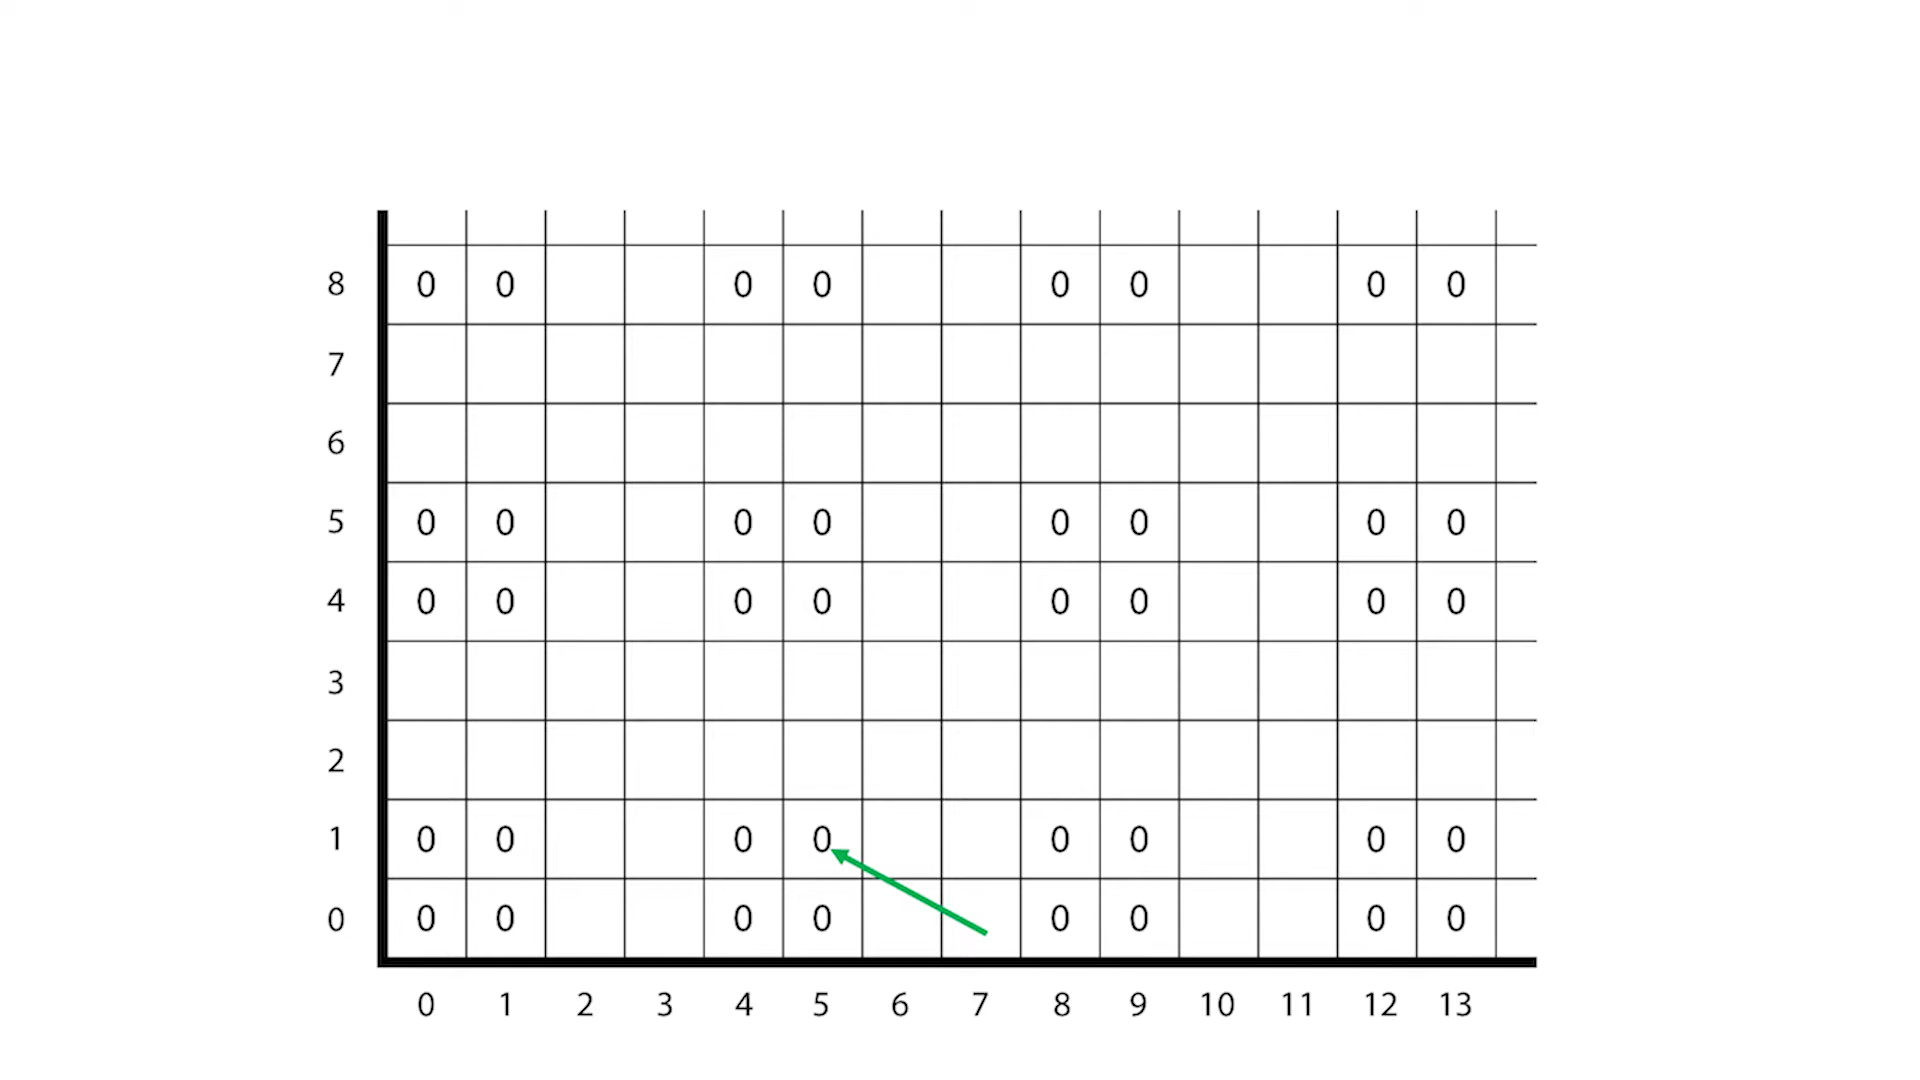 8 0 0 0 0 0 0 0 0
7
6
5 0 0 0 0 0 0 0 0
4 0 0 0 0 0 0 0 0
3
2
1 0 0 0 0 0 0 0 0
0 0 0 0 0 0 0 0 0
0 1 2 3 4 5 6 7 8 9 10 11 12 13